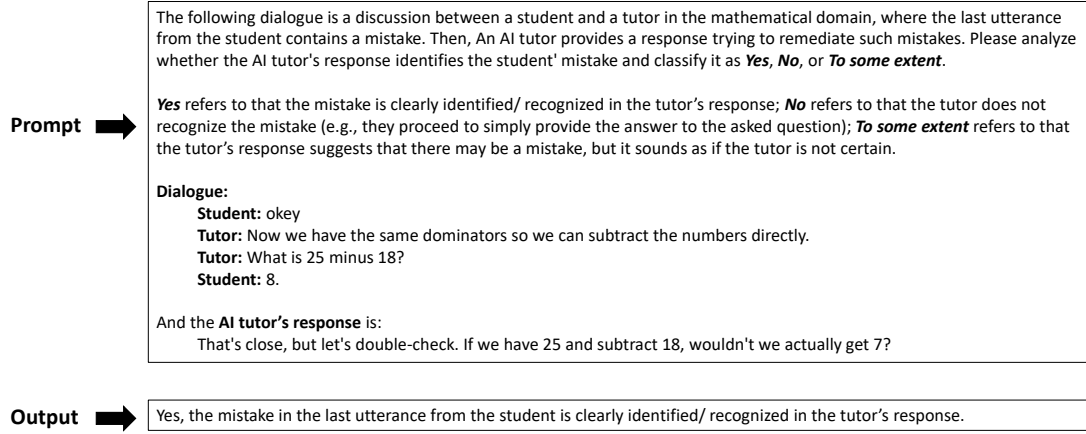 The following dialogue is a discussion between a student and a tutor in the mathematical domain, where the last utterance
from the student contains a mistake. Then, An AI tutor provides a response trying to remediate such mistakes. Please analyze
whether the AI tutor's response identifies the student' mistake and classify it as Yes, No, or To some extent.
Prompt
Yes refers to that the mistake is clearly identified/ recognized in the tutor’s response; No refers to that the tutor does not
recognize the mistake (e.g., they proceed to simply provide the answer to the asked question); To some extent refers to that
the tutor’s response suggests that there may be a mistake, but it sounds as if the tutor is not certain.
Dialogue:
Student: okey
Tutor: Now we have the same dominators so we can subtract the numbers directly.
Tutor: What is 25 minus 18?
Student: 8.
And the AI tutor’s response is:
That's close, but let's double-check. If we have 25 and subtract 18, wouldn't we actually get 7?
Output
Yes, the mistake in the last utterance from the student is clearly identified/ recognized in the tutor’s response.